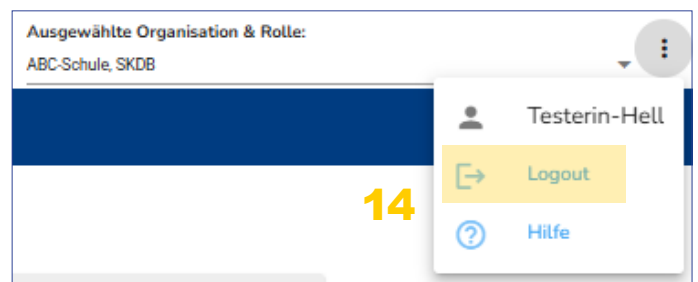 Ausgewählte Organisation & Rolle:
ABC-Schule, SKDB
Testerin-Hell
Logout
14
Hilfe